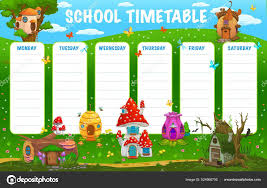 SCHOOL TIMETABLE
MONDAY TUESDAY WEDNESDAY THURSDAY FRIDAY SATURDAY
depositphotos